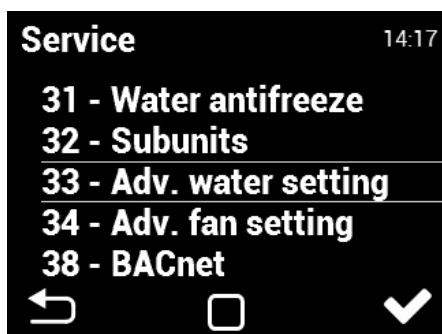 Service 14:17
31 - Water antifreeze
32 - Subunits
33 - Adv. water setting
34 - Adv. fan setting
38 - BACnet